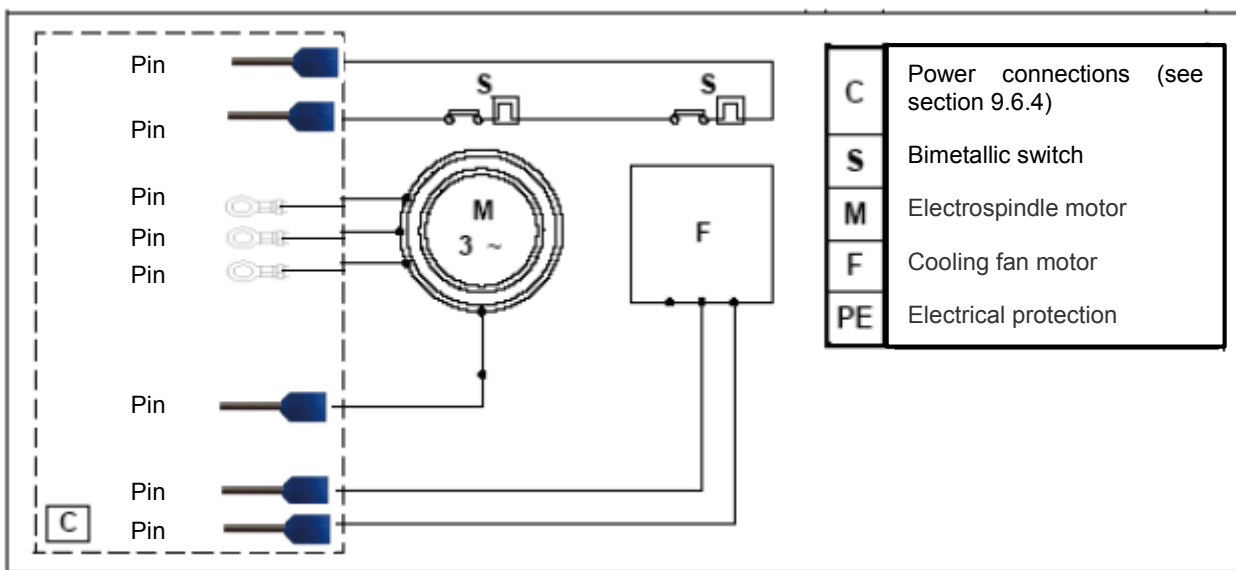 Pin
Pin
S
S
Pin
Pin
Pin
M
3 ~
F
Pin
Pin
Pin
C
C
Power connections (see
section 9.6.4)
S
Bimetallic switch
M
Electrospindle motor
F
Cooling fan motor
PE
Electrical protection